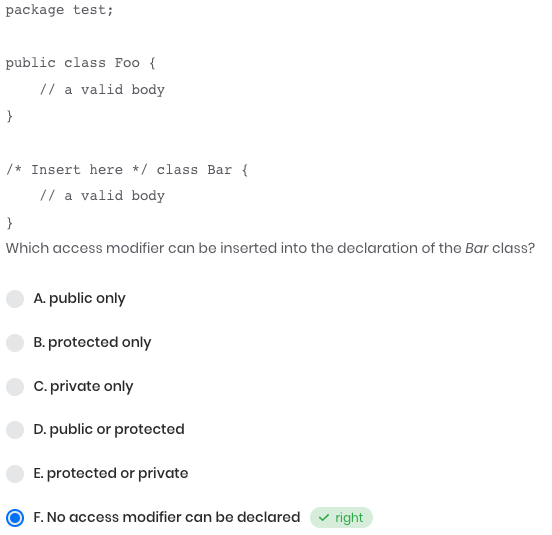 package test;
public class Foo {
    // a valid body
}
/* Insert here */ class Bar {
    // a valid body
}
Which access modifier can be inserted into the declaration of the Bar class?
A. public only
B. protected only
C. private only
D. public or protected
E. protected or private
F. No access modifier can be declared right